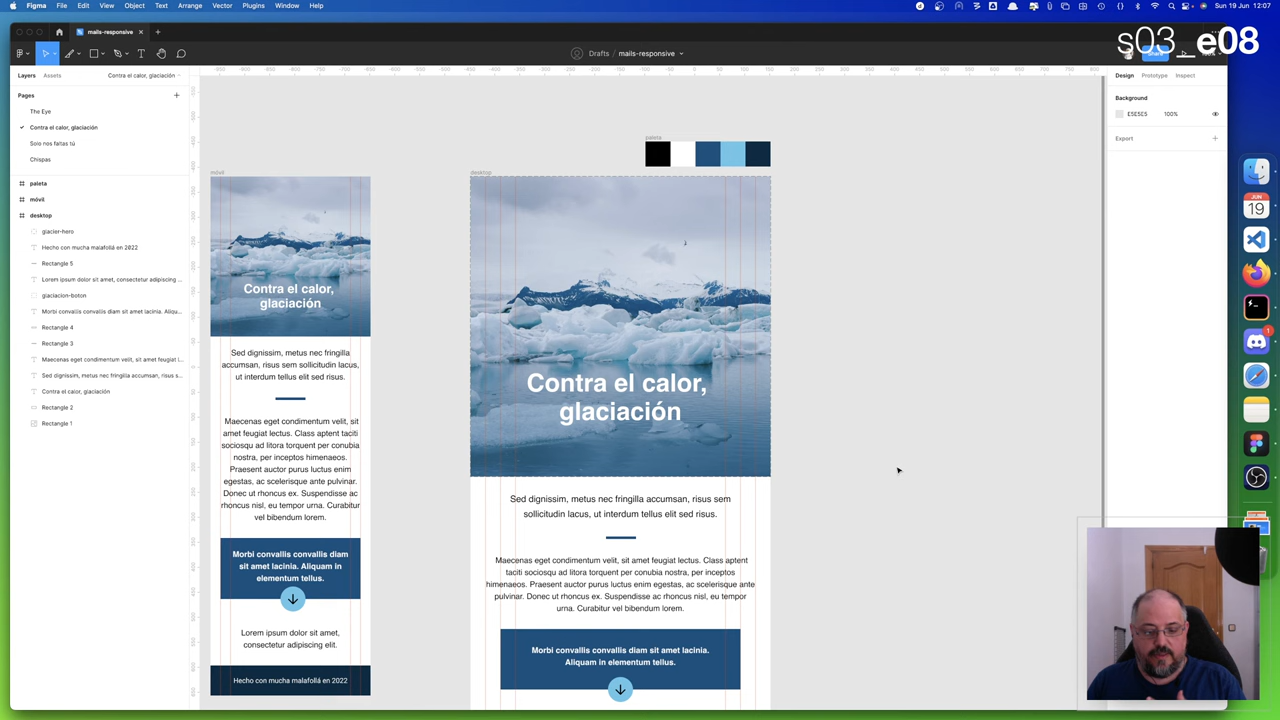 Figma File Edit View Object Text Arrange Vector Plugins Window Help
Sun 19 Jun 12:07
s03 e08
mails-responsive
Drafts / mails-responsive
Share
Layers Assets Contra el calor, glaciación
Design Prototype Inspect
Pages
The Eye
Contra el calor, glaciación
Solo nos faltas tú
Chispas
paleta
móvil
desktop
glacier-hero
Hecho con mucha malafollá en 2022
Rectangle 5
Lorem ipsum dolor sit amet, consectetur adipiscing ...
glaciacion-boton
Morbi convallis convallis diam sit amet lacinia. Aliqu...
Rectangle 4
Rectangle 3
Maecenas eget condimentum velit, sit amet feugiat l...
Sed dignissim, metus nec fringilla accumsan, risus s...
Contra el calor, glaciación
Rectangle 2
Rectangle 1
Background
E5E5E5 100%
Export
paleta
móvil
Contra el calor,
glaciación
Sed dignissim, metus nec fringilla
accumsan, risus sem sollicitudin lacus,
ut interdum tellus elit sed risus.
Maecenas eget condimentum velit, sit
amet feugiat lectus. Class aptent taciti
sociosqu ad litora torquent per conubia
nostra, per inceptos himenaeos.
Praesent auctor purus luctus enim
egestas, ac scelerisque ante pulvinar.
Donec ut rhoncus ex. Suspendisse ac
rhoncus nisl, eu tempor urna. Curabitur
vel bibendum lorem.
Morbi convallis convallis diam
sit amet lacinia. Aliquam in
elementum tellus.
Lorem ipsum dolor sit amet,
consectetur adipiscing elit.
Hecho con mucha malafollá en 2022
desktop
Contra el calor,
glaciación
Sed dignissim, metus nec fringilla accumsan, risus sem
sollicitudin lacus, ut interdum tellus elit sed risus.
Maecenas eget condimentum velit, sit amet feugiat lectus. Class aptent
taciti sociosqu ad litora torquent per conubia nostra, per inceptos
himenaeos. Praesent auctor purus luctus enim egestas, ac scelerisque ante
pulvinar. Donec ut rhoncus ex. Suspendisse ac rhoncus nisl, eu tempor
urna. Curabitur vel bibendum lorem.
Morbi convallis convallis diam sit amet lacinia.
Aliquam in elementum tellus.
JUN
19
1